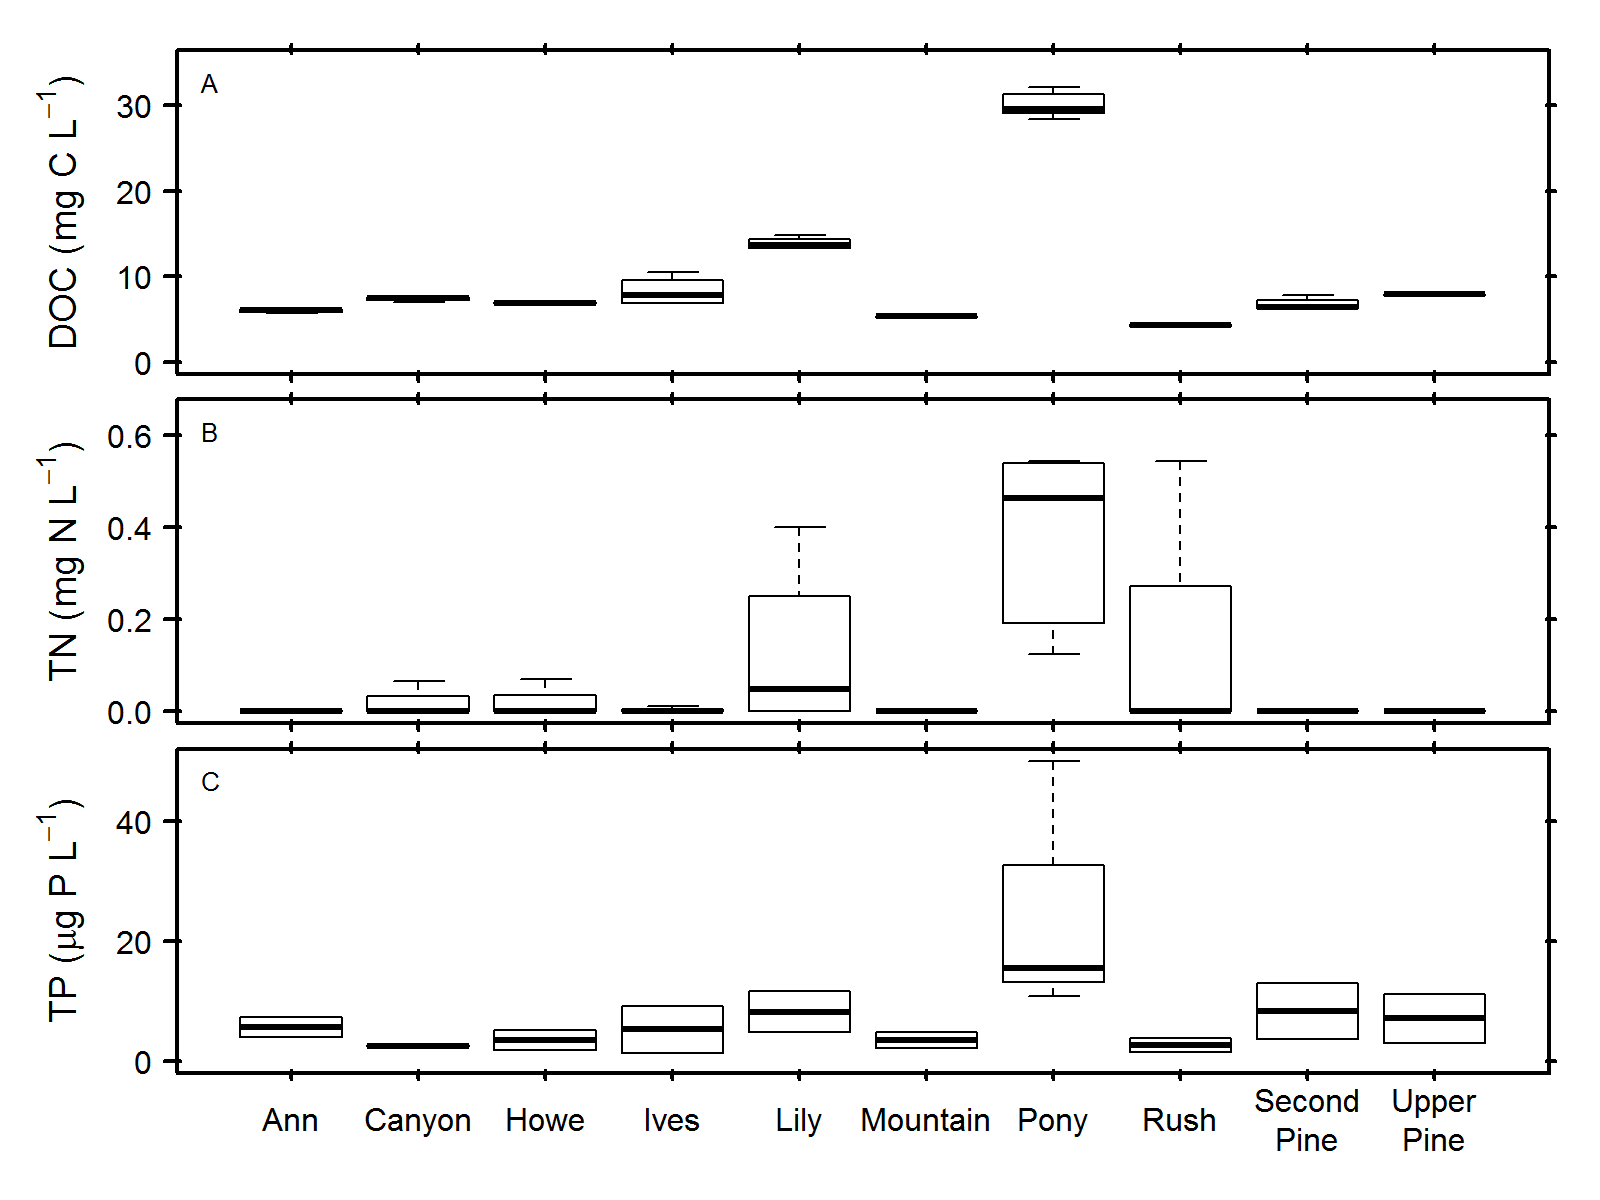 A
DOC (mg C L⁻¹)
30
20
10
0
B
TN (mg N L⁻¹)
0.6
0.4
0.2
0.0
C
TP (µg P L⁻¹)
40
20
0
Ann Canyon Howe Ives Lily Mountain Pony Rush Second Pine Upper Pine